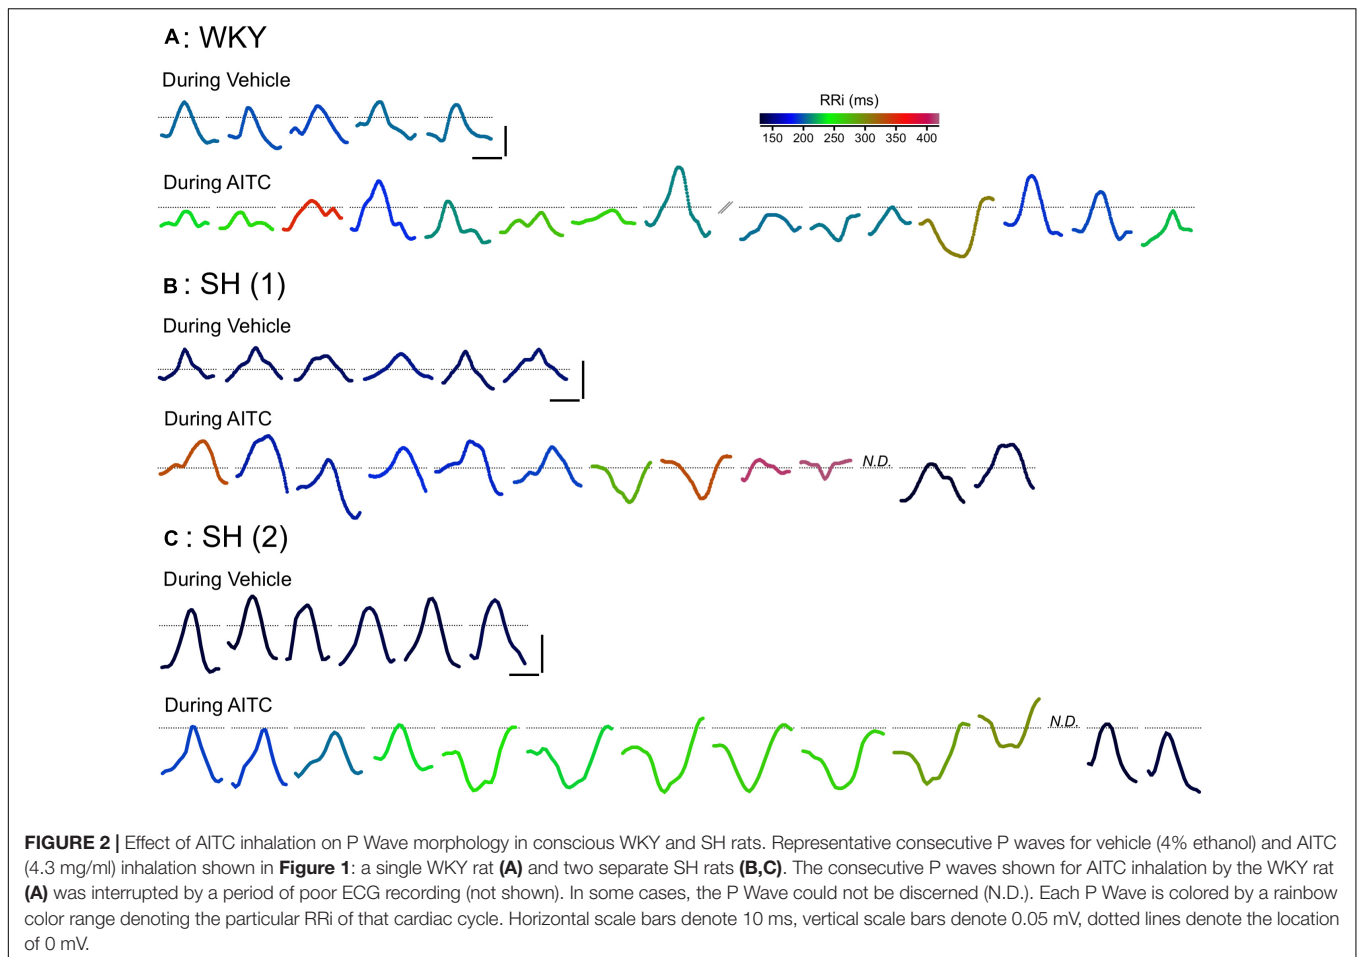 A: WKY
During Vehicle
RRi (ms)
150 200 250 300 350 400
During AITC
B: SH (1)
During Vehicle
During AITC
N.D.
C: SH (2)
During Vehicle
During AITC
N.D.
FIGURE 2 | Effect of AITC inhalation on P Wave morphology in conscious WKY and SH rats. Representative consecutive P waves for vehicle (4% ethanol) and AITC
(4.3 mg/ml) inhalation shown in Figure 1: a single WKY rat (A) and two separate SH rats (B,C). The consecutive P waves shown for AITC inhalation by the WKY rat
(A) was interrupted by a period of poor ECG recording (not shown). In some cases, the P Wave could not be discerned (N.D.). Each P Wave is colored by a rainbow
color range denoting the particular RRi of that cardiac cycle. Horizontal scale bars denote 10 ms, vertical scale bars denote 0.05 mV, dotted lines denote the location
of 0 mV.